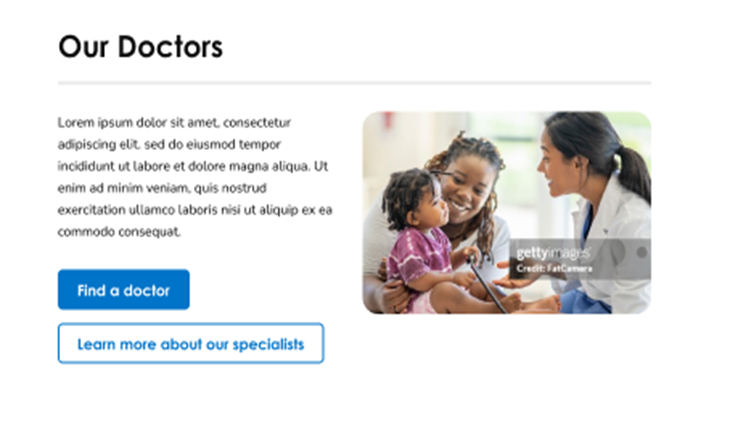 Our Doctors
Lorem ipsum dolor sit amet, consectetur
adipiscing elit, sed do eiusmod tempor
incididunt ut labore et dolore magna aliqua. Ut
enim ad minim veniam, quis nostrud
exercitation ullamco laboris nisi ut aliquip ex ea
commodo consequat.
Find a doctor
Learn more about our specialists
gettyimages®
Credit: FatCamera